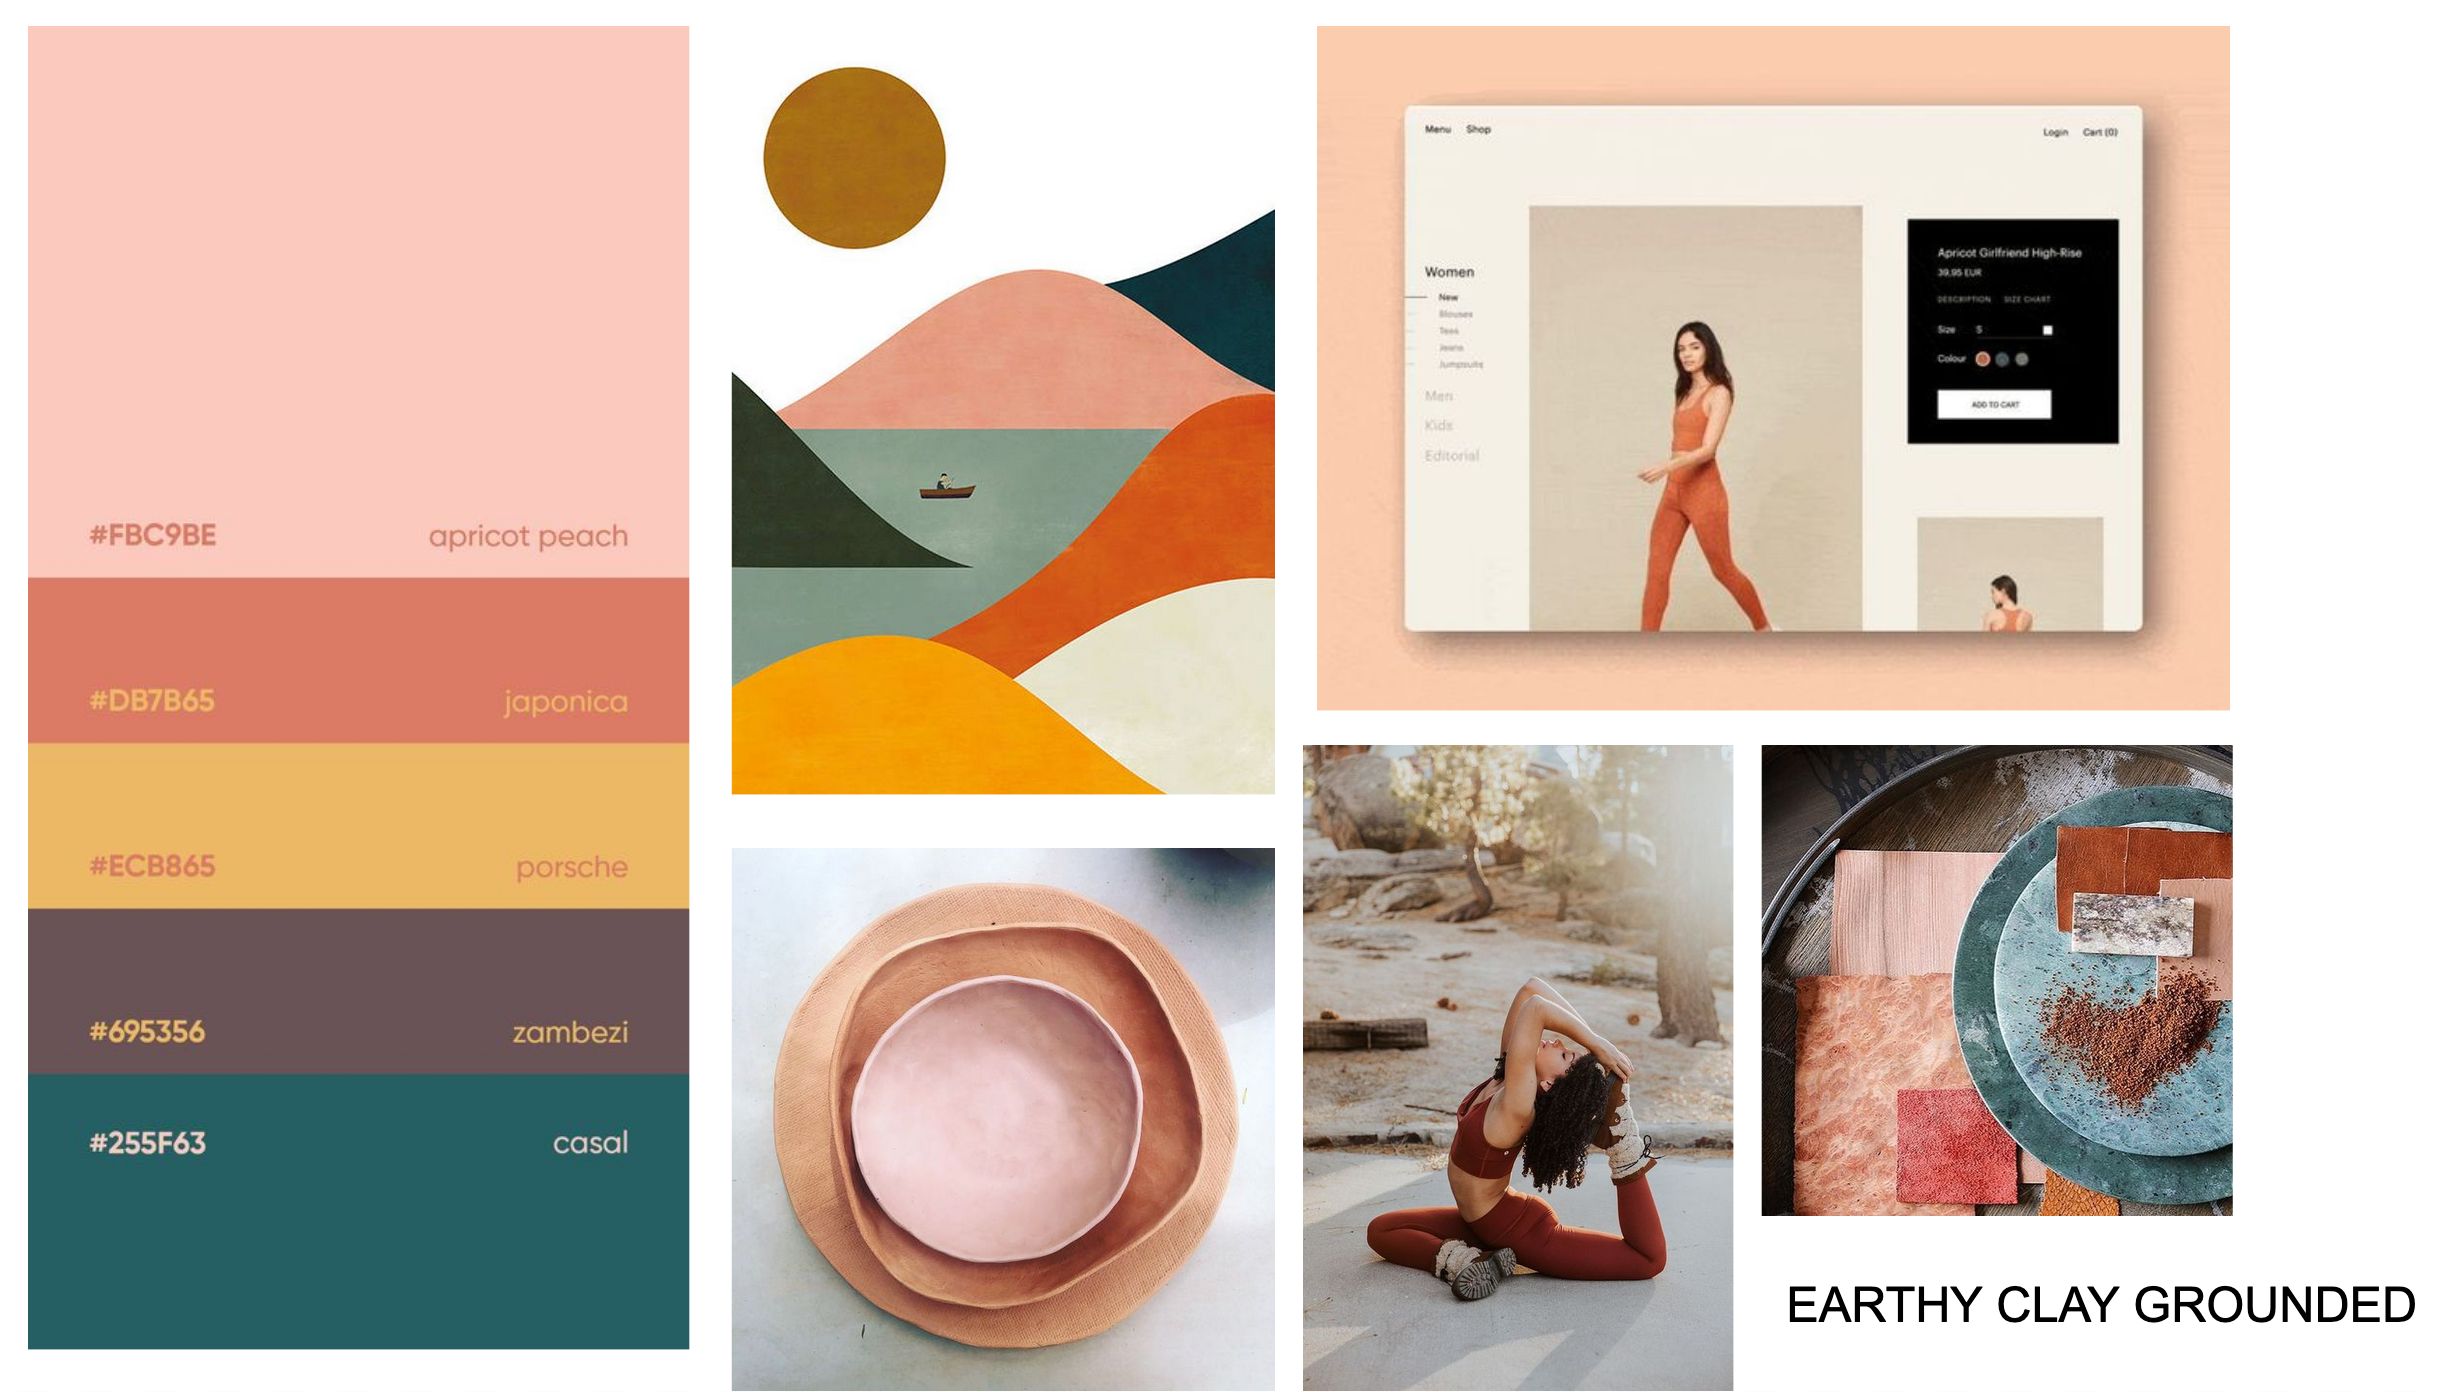 #FBC9BE apricot peach
#DB7B65 japonica
#ECB865 porsche
#695356 zambezi
#255F63 casal
Menu Shop
Login Cart (0)
Women
New
Blouses
Tees
Jeans
Jumpsuits
Men
Kids
Editorial
Apricot Girlfriend High-Rise
39,95 EUR
DESCRIPTION SIZE CHART
Size S
Colour
ADD TO CART
EARTHY CLAY GROUNDED